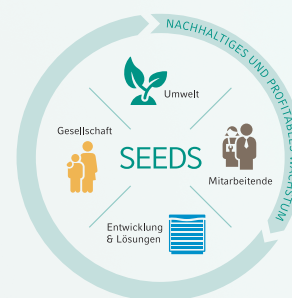 NACHHALTIGES UND PROFITABLES WACHSTUM
Umwelt
Gesellschaft
SEEDS
Mitarbeitende
Entwicklung
& Lösungen